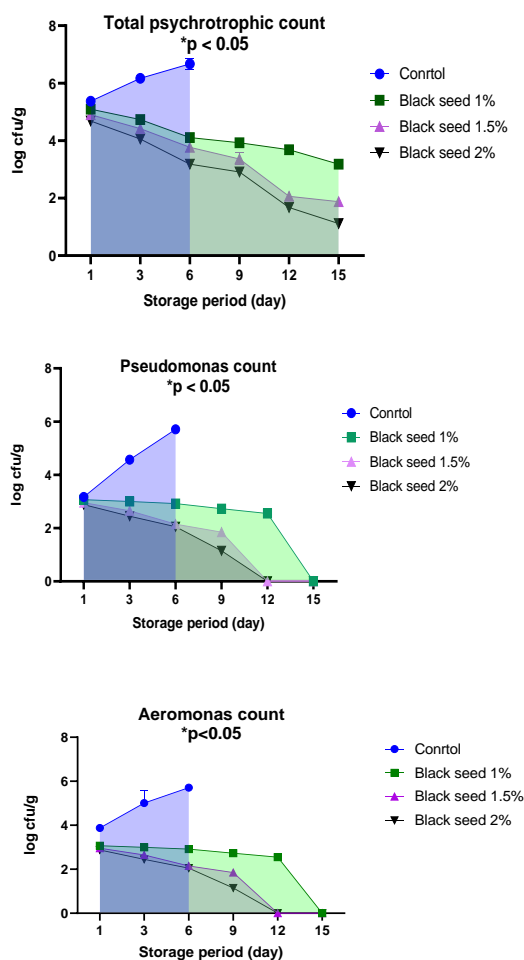 Total psychrotrophic count
*p < 0.05
8
6
4
2
0
log cfu/g
1 3 6 9 12 15
Storage period (day)
Conrtol
Black seed 1%
Black seed 1.5%
Black seed 2%
Pseudomonas count
*p < 0.05
8
6
4
2
0
log cfu/g
1 3 6 9 12 15
Storage period (day)
Conrtol
Black seed 1%
Black seed 1.5%
Black seed 2%
Aeromonas count
*p<0.05
8
6
4
2
0
log cfu/g
1 3 6 9 12 15
Storage period (day)
Conrtol
Black seed 1%
Black seed 1.5%
Black seed 2%